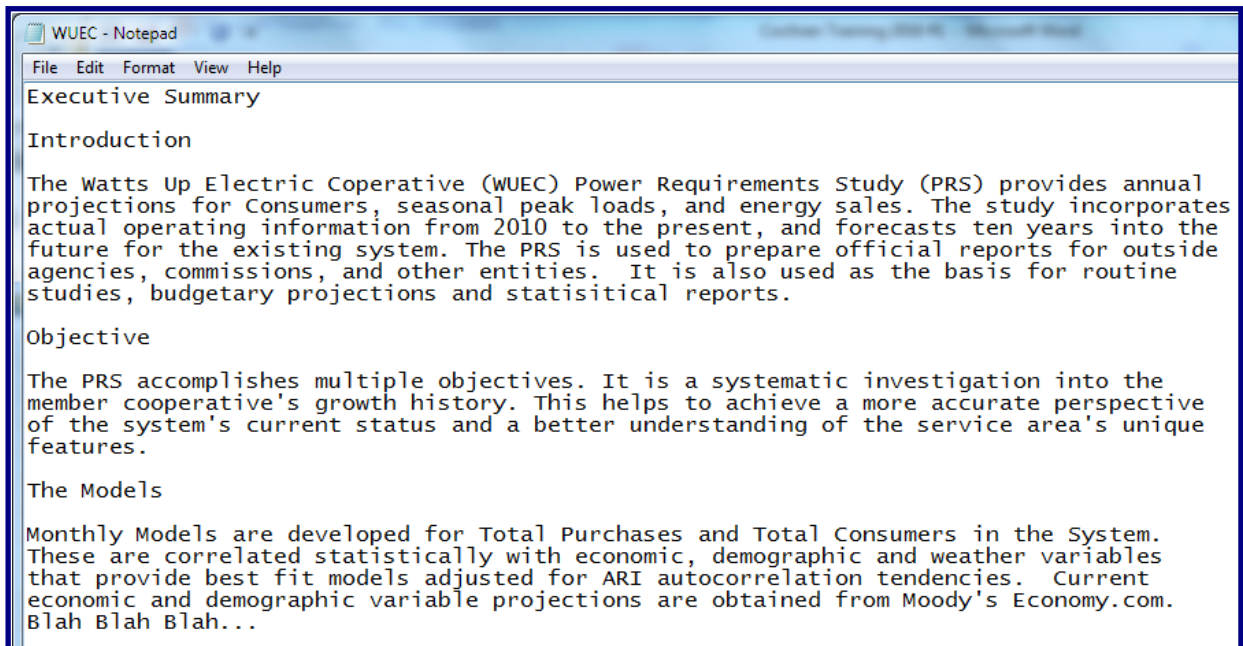 WUEC - Notepad
File Edit Format View Help
Executive Summary
Introduction
The Watts Up Electric Coperative (WUEC) Power Requirements Study (PRS) provides annual
projections for Consumers, seasonal peak loads, and energy sales. The study incorporates
actual operating information from 2010 to the present, and forecasts ten years into the
future for the existing system. The PRS is used to prepare official reports for outside
agencies, commissions, and other entities.  It is also used as the basis for routine
studies, budgetary projections and statisitical reports.
Objective
The PRS accomplishes multiple objectives. It is a systematic investigation into the
member cooperative's growth history. This helps to achieve a more accurate perspective
of the system's current status and a better understanding of the service area's unique
features.
The Models
Monthly Models are developed for Total Purchases and Total Consumers in the System.
These are correlated statistically with economic, demographic and weather variables
that provide best fit models adjusted for ARI autocorrelation tendencies.  Current
economic and demographic variable projections are obtained from Moody's Economy.com.
Blah Blah Blah...